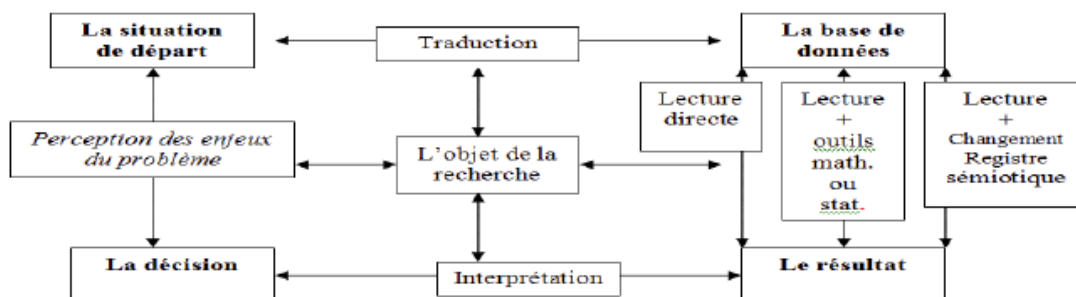 La situation
de départ
Traduction
La base de
données
Perception des enjeux
du problème
L'objet de la
recherche
Lecture
directe
Lecture
+
outils
math.
ou
stat.
Lecture
+
Changement
Registre
sémiotique
La décision
Interprétation
Le résultat